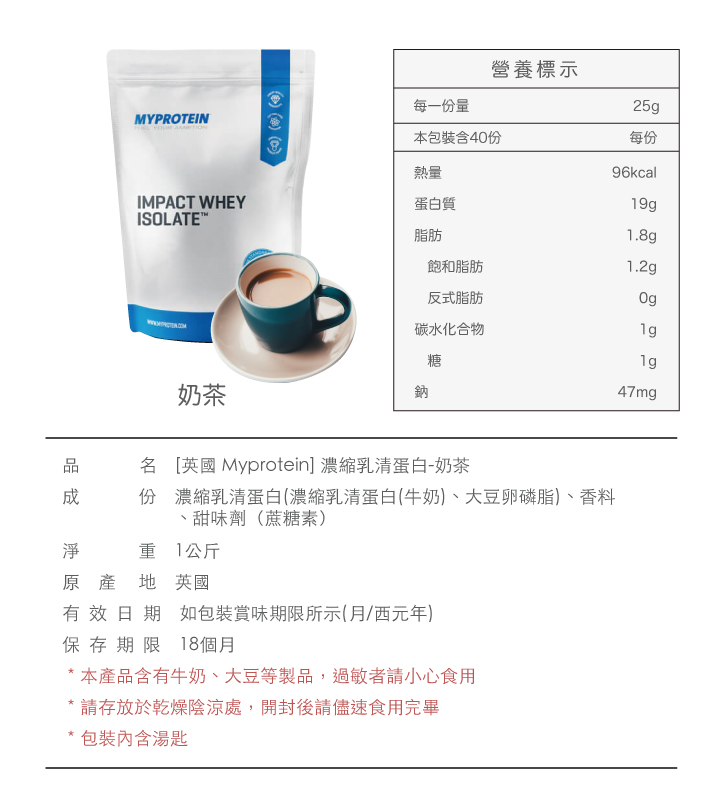 MYPROTEIN
FUEL YOUR AMBITION
IMPACT WHEY
ISOLATE™
WWW.MYPROTEIN.COM
奶茶
營養標示
每一份量 25g
本包裝含40份 每份
熱量 96kcal
蛋白質 19g
脂肪 1.8g
飽和脂肪 1.2g
反式脂肪 0g
碳水化合物 1g
糖 1g
鈉 47mg
品名 [英國 Myprotein] 濃縮乳清蛋白-奶茶
成份 濃縮乳清蛋白(濃縮乳清蛋白(牛奶)、大豆卵磷脂)、香料
、甜味劑（蔗糖素）
淨重 1公斤
原產地 英國
有效日期 如包裝賞味期限所示(月/西元年)
保存期限 18個月
* 本產品含有牛奶、大豆等製品，過敏者請小心食用
* 請存放於乾燥陰涼處，開封後請儘速食用完畢
* 包裝內含湯匙